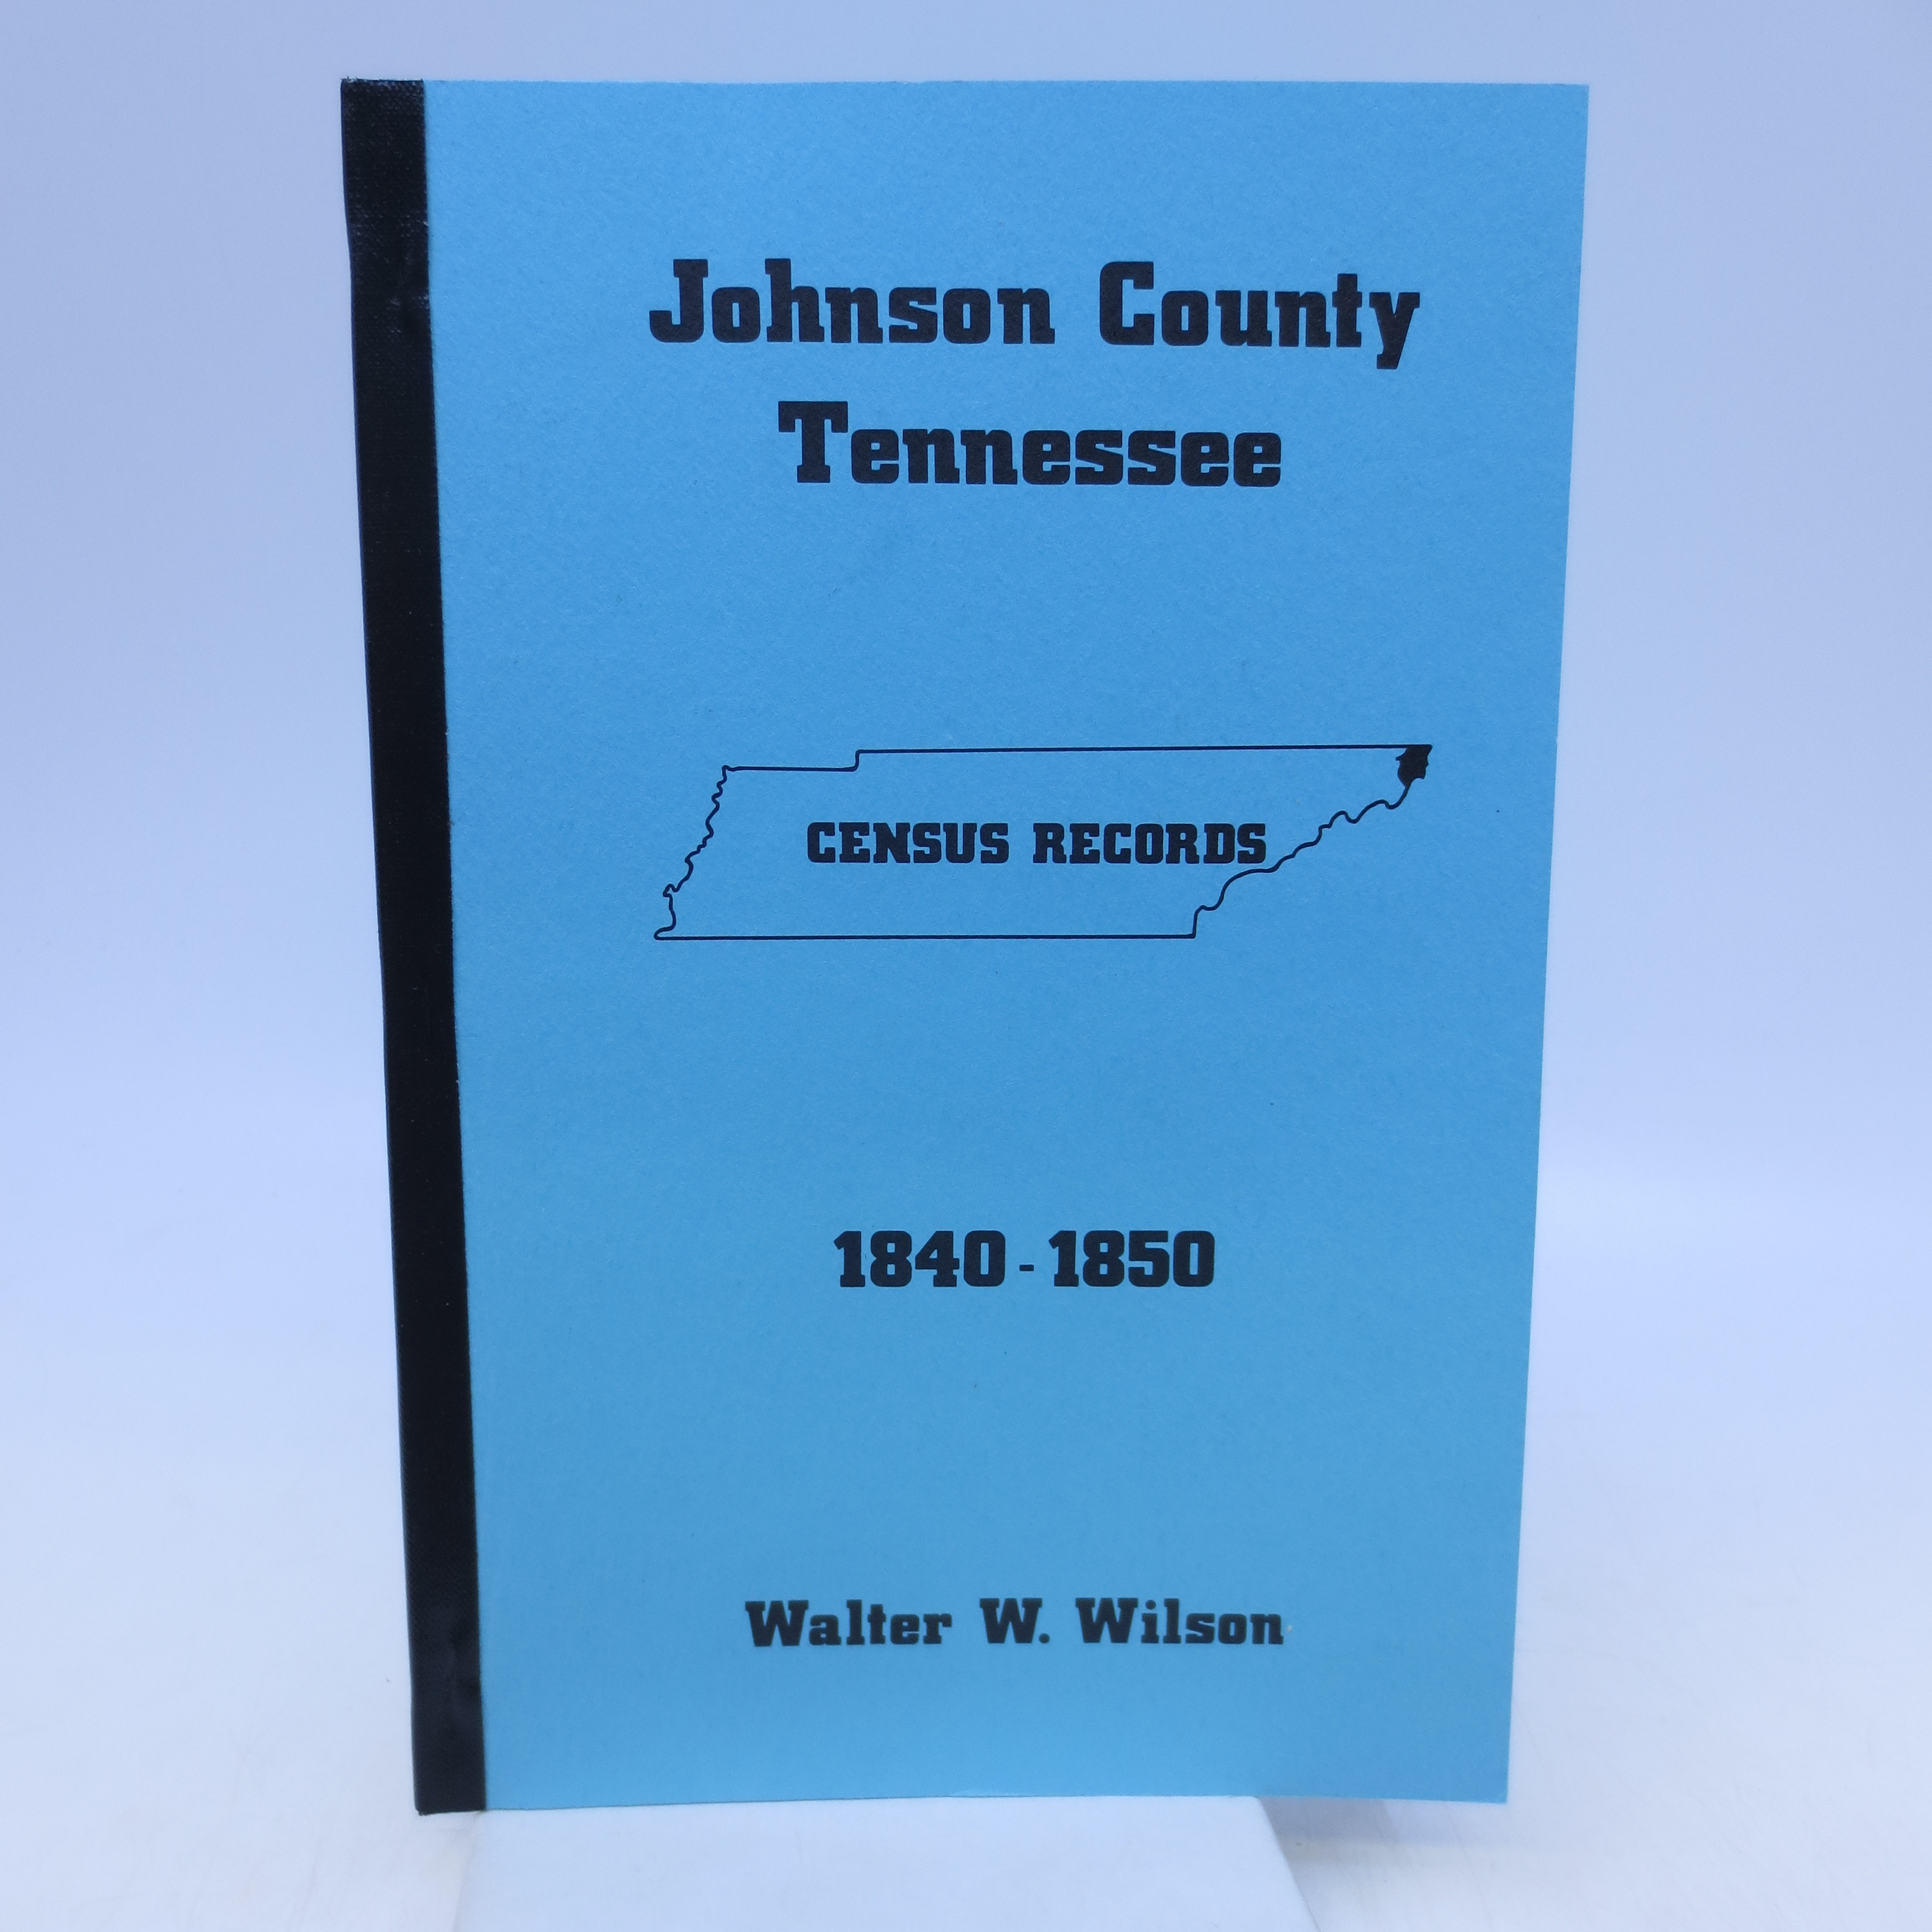 Johnson County
Tennessee
CENSUS RECORDS
1840 - 1850
Walter W. Wilson